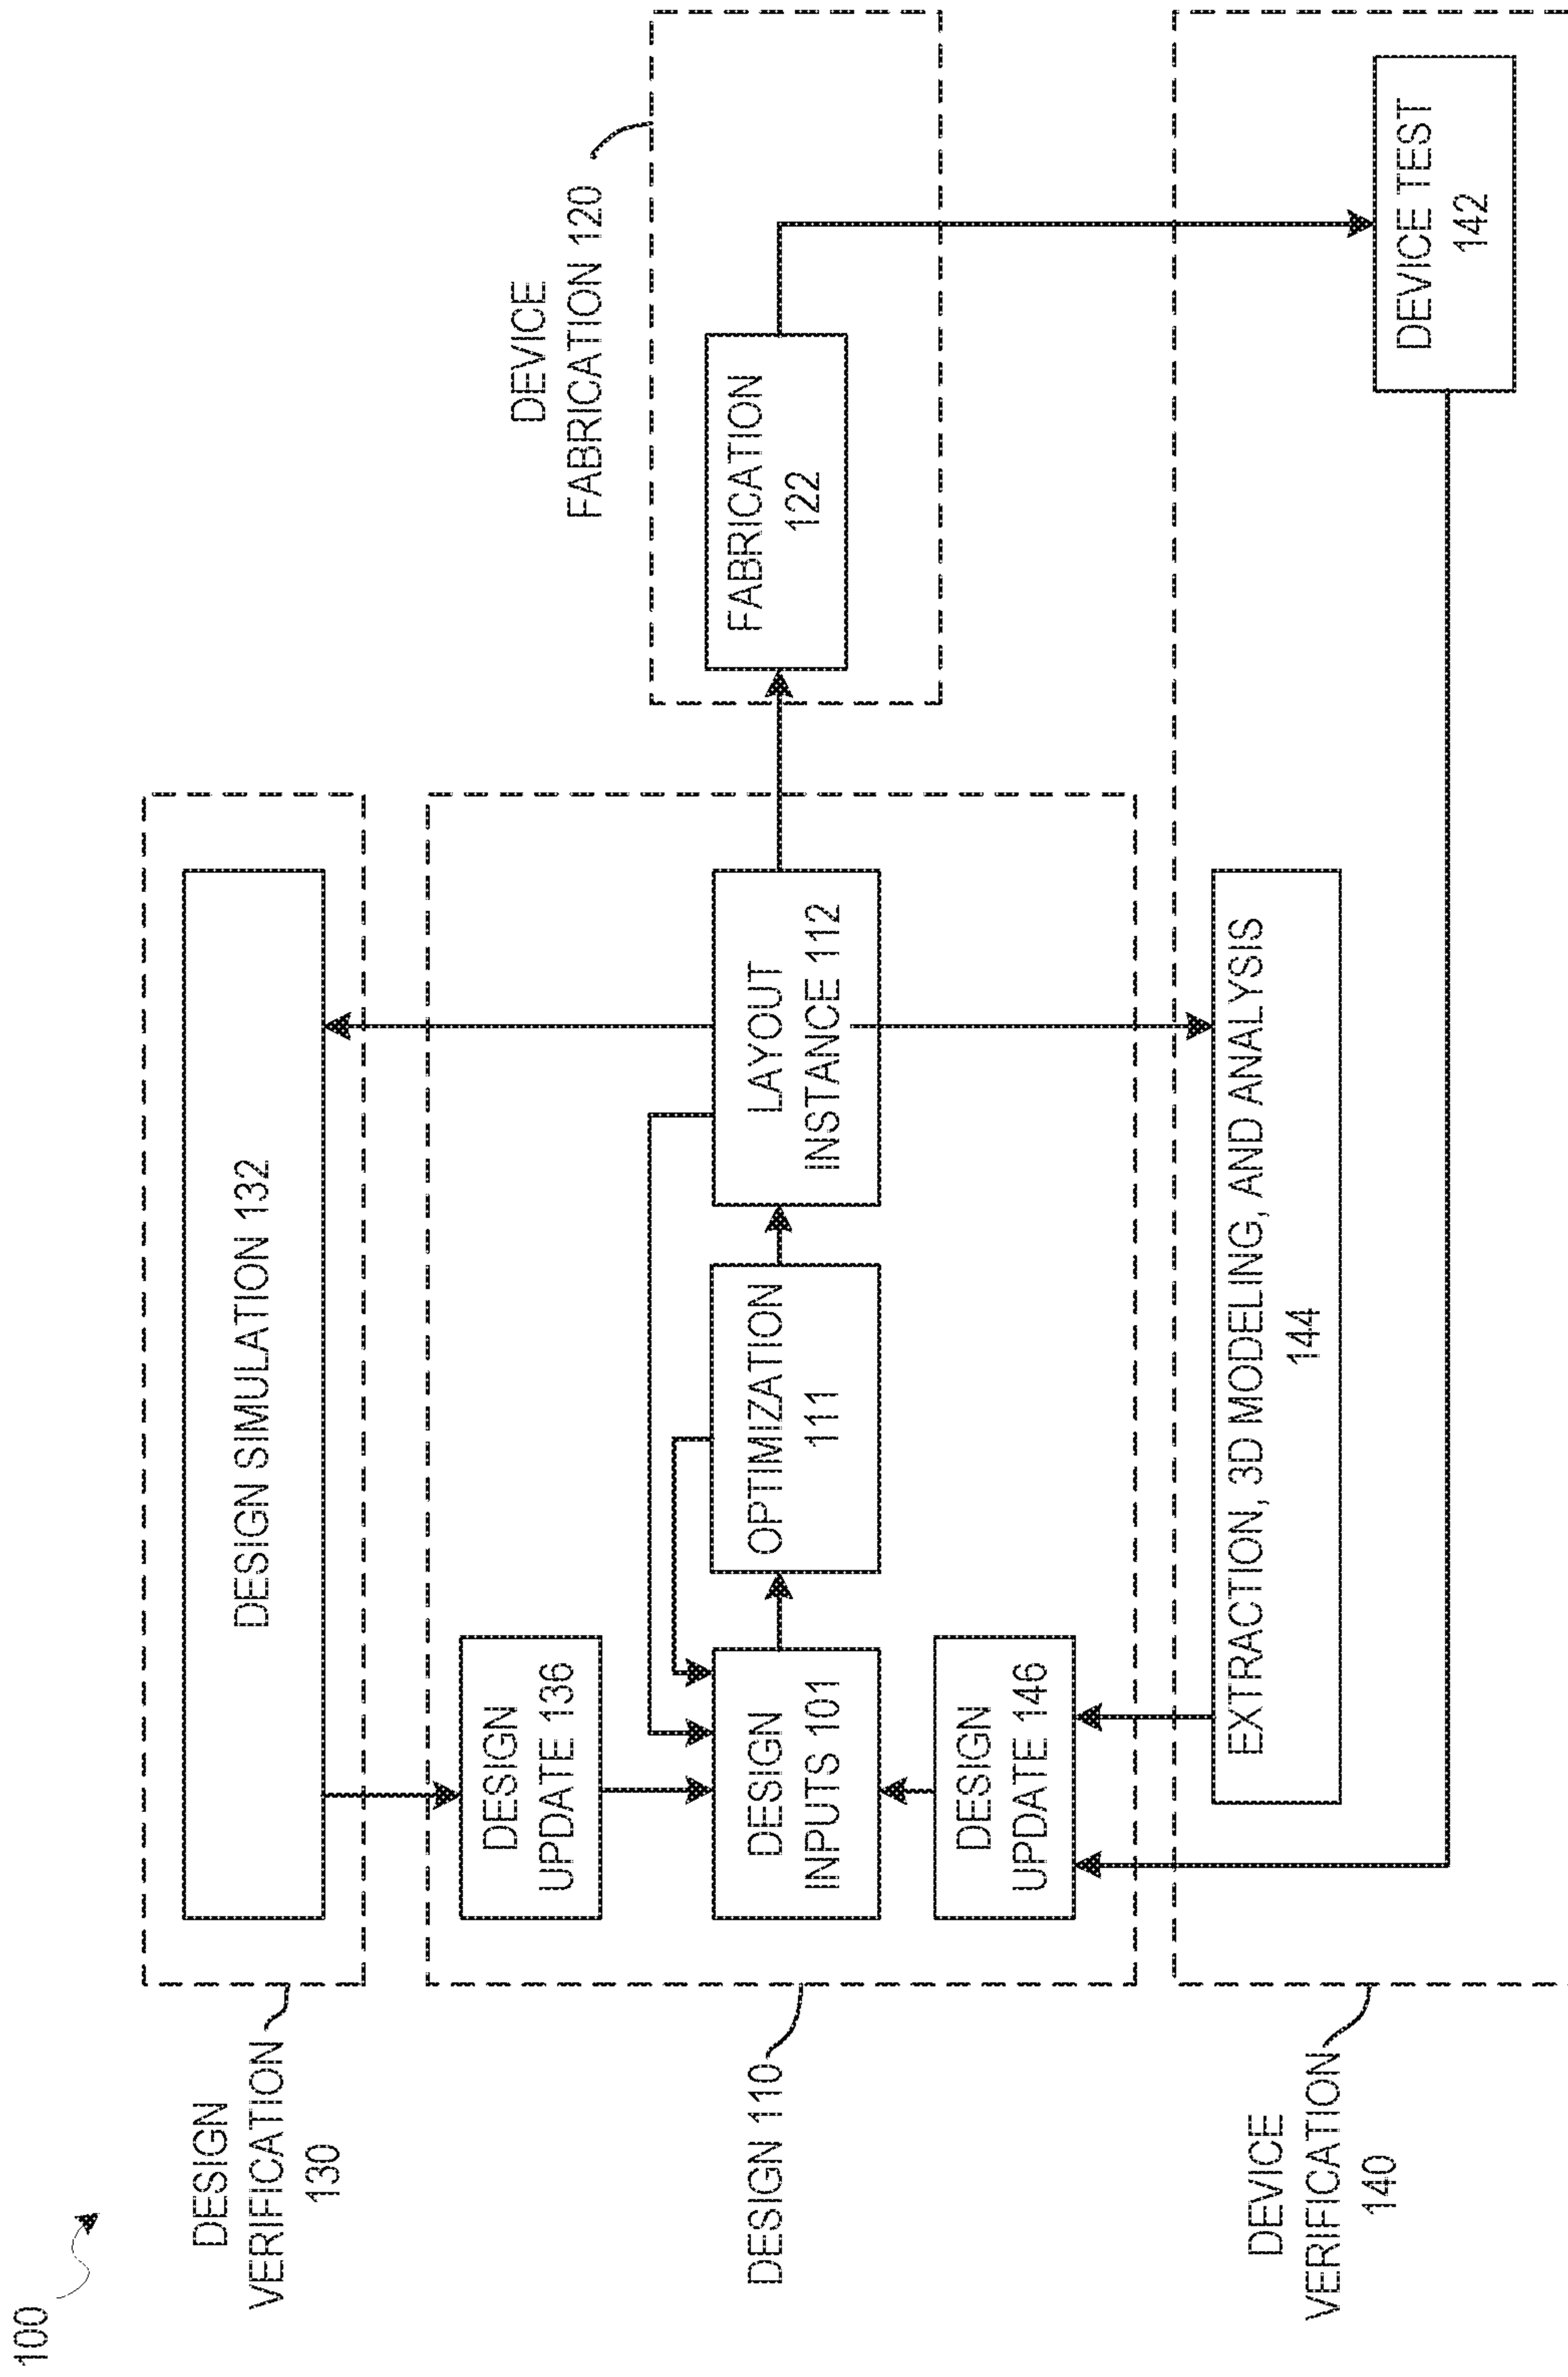 100
DESIGN
VERIFICATION
130
DESIGN SIMULATION 132
DESIGN 110
DESIGN
UPDATE 136
DESIGN
INPUTS 101
OPTIMIZATION
111
LAYOUT
INSTANCE 112
DESIGN
UPDATE 146
DEVICE
FABRICATION 120
FABRICATION
122
DEVICE
VERIFICATION
140
EXTRACTION, 3D MODELING, AND ANALYSIS
144
DEVICE TEST
142